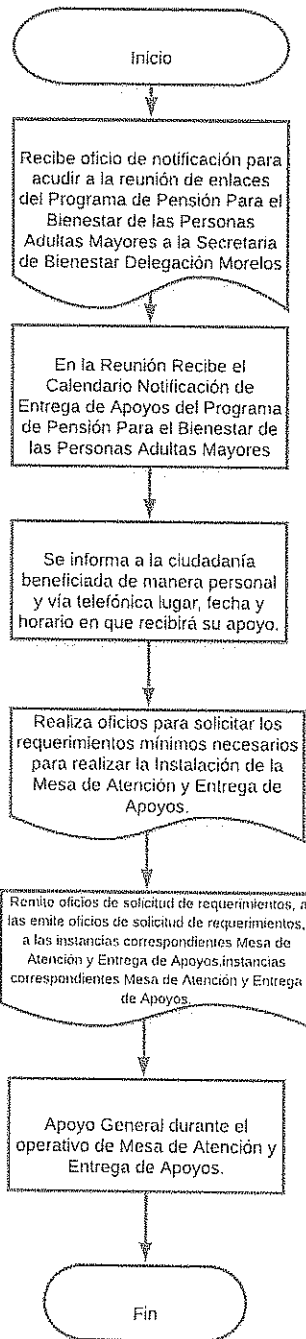 Inicio
Recibe oficio de notificación para
acudir a la reunión de enlaces
del Programa de Pensión Para el
Bienestar de las Personas
Adultas Mayores a la Secretaria
de Bienestar Delegación Morelos
En la Reunión Recibe el
Calendario Notificación de
Entrega de Apoyos del Programa
de Pensión Para el Bienestar de
las Personas Adultas Mayores
Se informa a la ciudadanía
beneficiada de manera personal
y vía telefónica lugar, fecha y
horario en que recibirá su apoyo.
Realiza oficios para solicitar los
requerimientos mínimos necesarios
para realizar la Instalación de la
Mesa de Atención y Entrega de
Apoyos.
Remito oficios de solicitud de requerimientos, a
las emite oficios de solicitud de requerimientos,
a las instancias correspondientes Mesa de
Atención y Entrega de Apoyos.instancias
correspondientes Mesa de Atención y Entrega
de Apoyos.
Apoyo General durante el
operativo de Mesa de Atención y
Entrega de Apoyos.
Fin